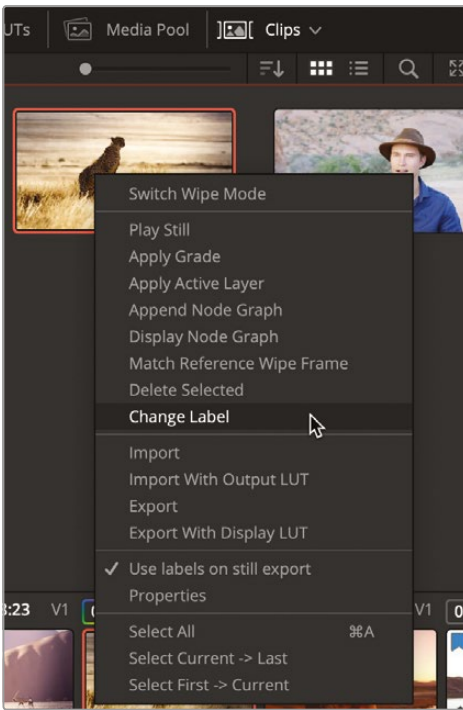 UTs Media Pool Clips
Switch Wipe Mode
Play Still
Apply Grade
Apply Active Layer
Append Node Graph
Display Node Graph
Match Reference Wipe Frame
Delete Selected
Change Label
Import
Import With Output LUT
Export
Export With Display LUT
✓ Use labels on still export
Properties
3:23 V1 0 V1 0
Select All ⌘A
Select Current -> Last
Select First -> Current